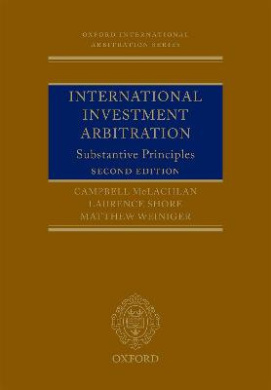 OXFORD INTERNATIONAL
ARBITRATION SERIES
INTERNATIONAL
INVESTMENT
ARBITRATION
Substantive Principles
SECOND EDITION
CAMPBELL McLACHLAN
LAURENCE SHORE
MATTHEW WEINIGER
OXFORD